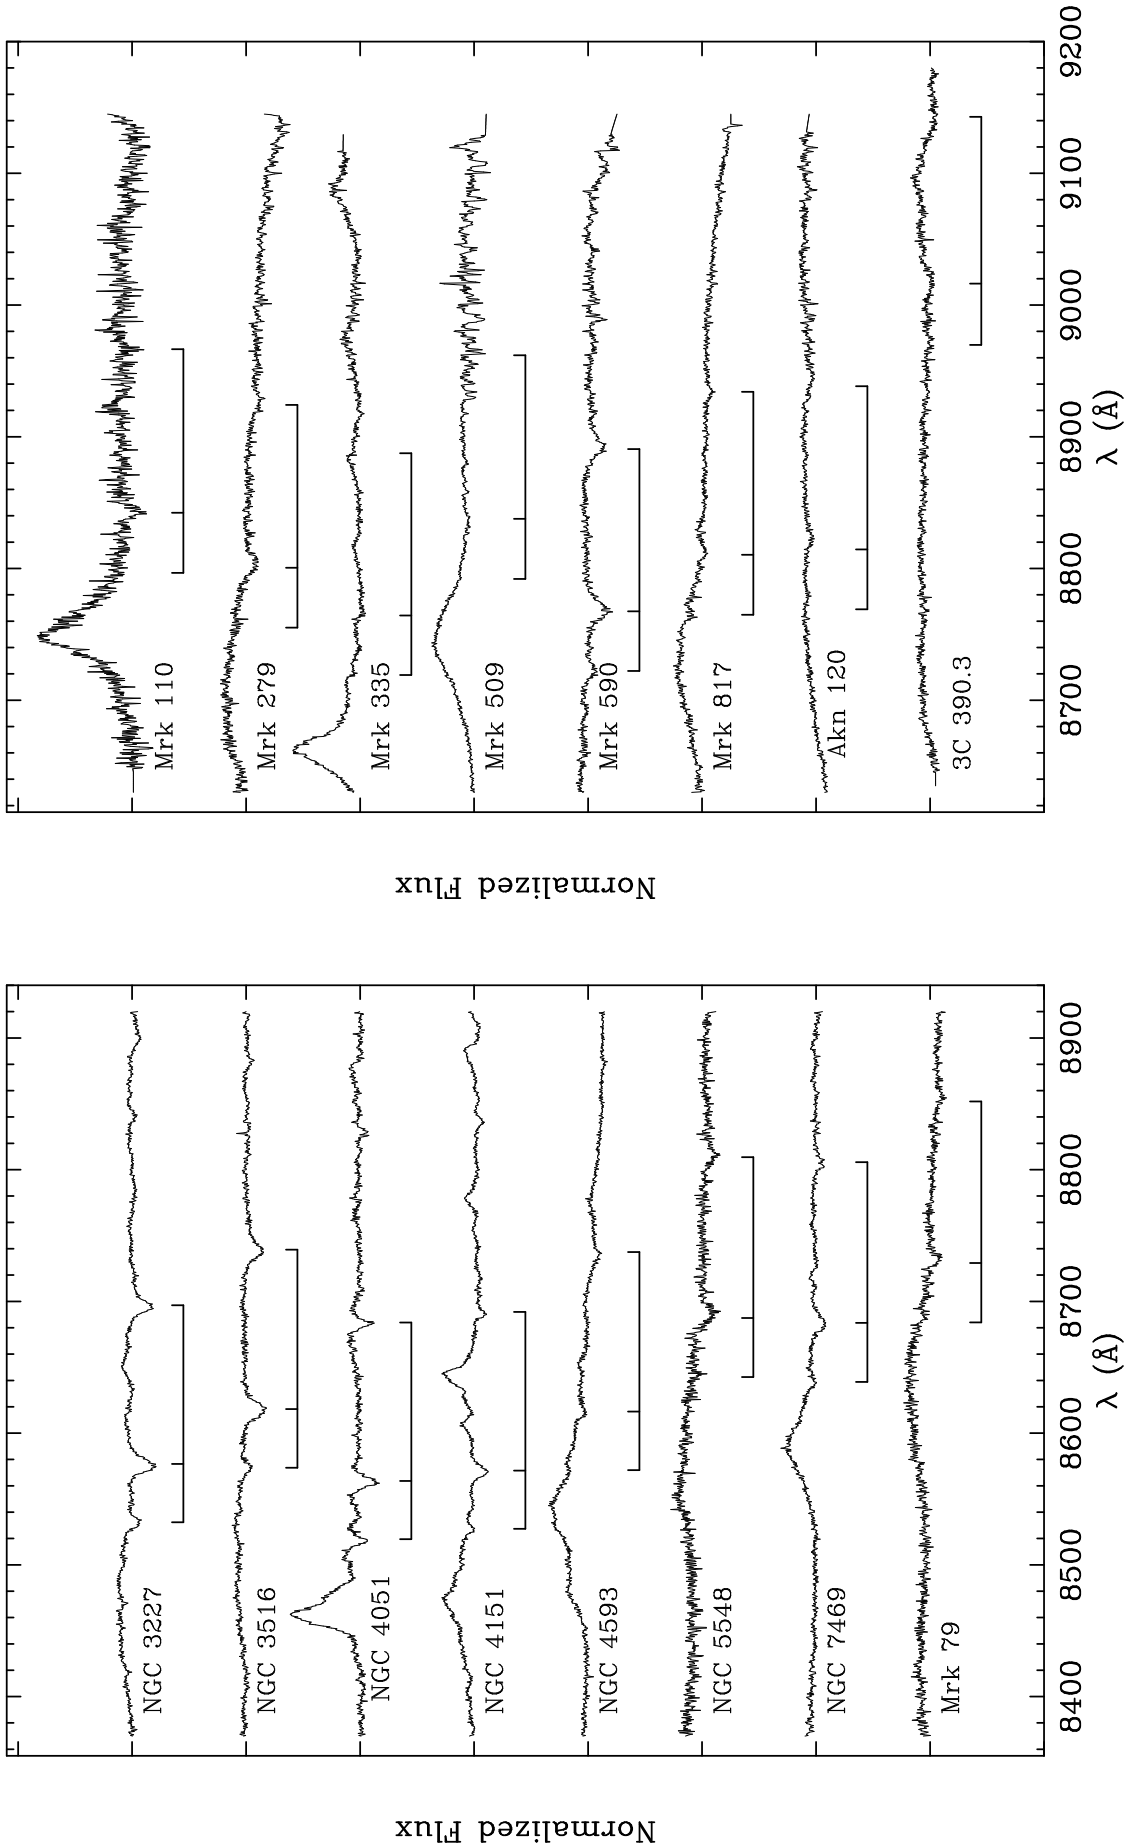 Normalized Flux
NGC 3227
NGC 3516
NGC 4051
NGC 4151
NGC 4593
NGC 5548
NGC 7469
Mrk 79
8400 8500 8600 8700 8800 8900
λ (Å)
Normalized Flux
Mrk 110
Mrk 279
Mrk 335
Mrk 509
Mrk 590
Mrk 817
Akn 120
3C 390.3
8700 8800 8900 9000 9100 9200
λ (Å)